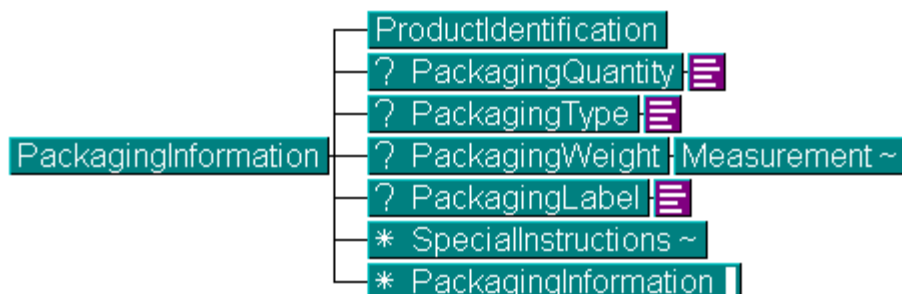 ProductIdentification
? PackagingQuantity
? PackagingType
PackagingInformation ? PackagingWeight Measurement ~
? PackagingLabel
* SpecialInstructions ~
* PackagingInformation